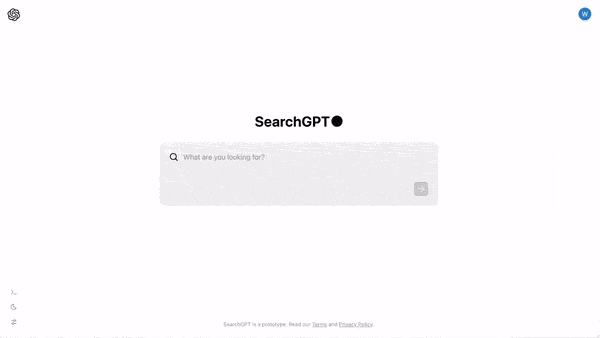 W
SearchGPT
What are you looking for?
SearchGPT is a prototype. Read our Terms and Privacy Policy.